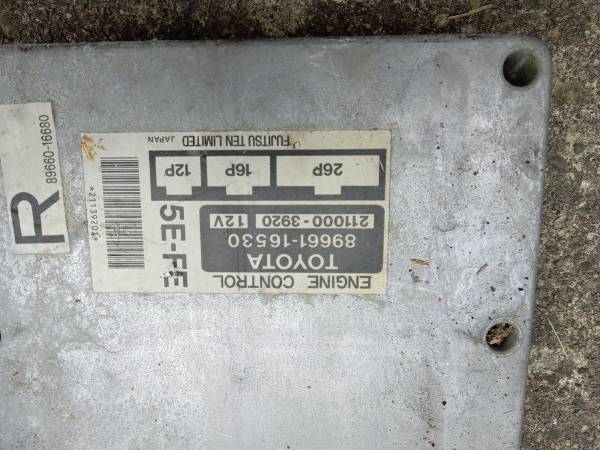 ENGINE CONTROL
TOYOTA
89661-16530
211000-3920 12V
5E-FE
26P 16P 12P
FUJITSU TEN LIMITED JAPAN
*2113920*
R
89660-16680